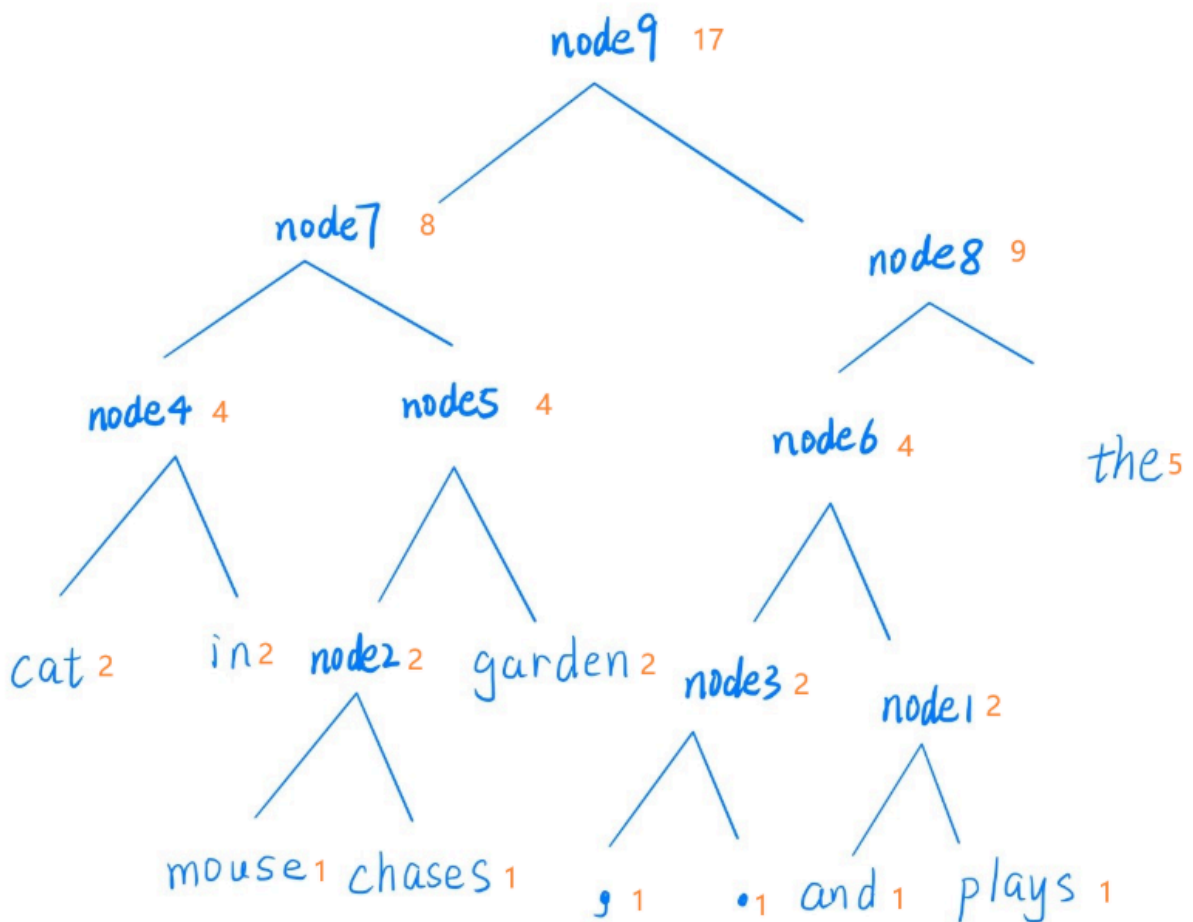 node9 17
node7 8
node8 9
node4 4
node5 4
node6 4
the 5
cat 2
in 2
node2 2
garden 2
node3 2
node1 2
mouse 1
chases 1
, 1
. 1
and 1
plays 1